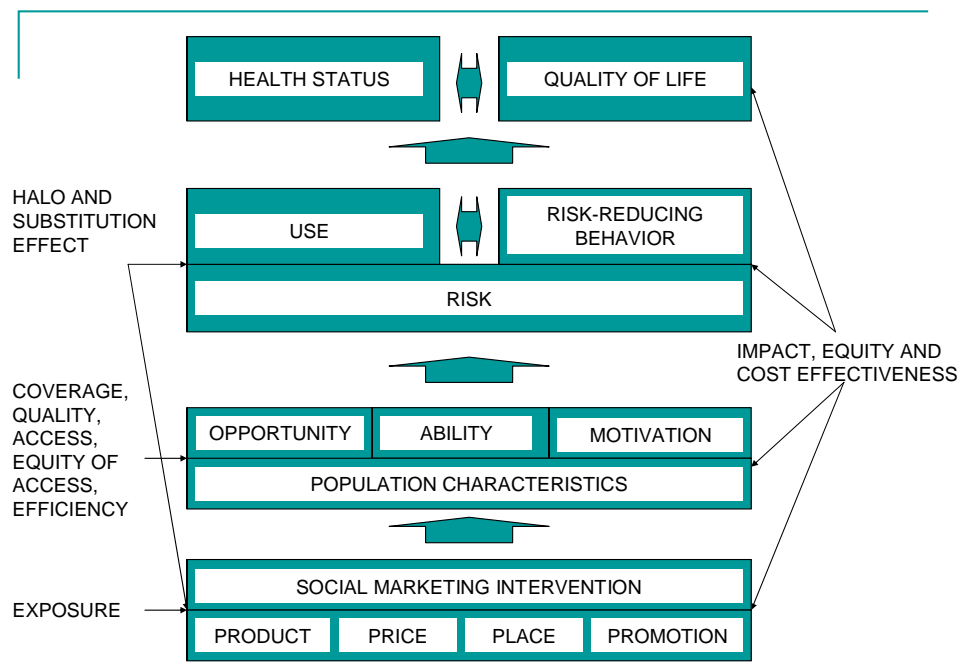 HEALTH STATUS
QUALITY OF LIFE
HALO AND
SUBSTITUTION
EFFECT
USE
RISK-REDUCING
BEHAVIOR
RISK
IMPACT, EQUITY AND
COST EFFECTIVENESS
COVERAGE,
QUALITY,
ACCESS,
EQUITY OF
ACCESS,
EFFICIENCY
OPPORTUNITY
ABILITY
MOTIVATION
POPULATION CHARACTERISTICS
SOCIAL MARKETING INTERVENTION
EXPOSURE
PRODUCT
PRICE
PLACE
PROMOTION